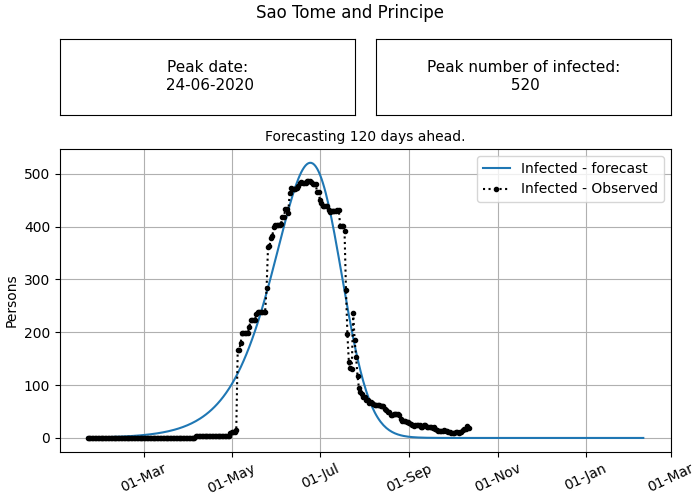 Sao Tome and Principe
Peak date:
24-06-2020
Peak number of infected:
520
Forecasting 120 days ahead.
Infected - forecast
Infected - Observed
Persons
500
400
300
200
100
0
01-Mar
01-May
01-Jul
01-Sep
01-Nov
01-Jan
01-Mar